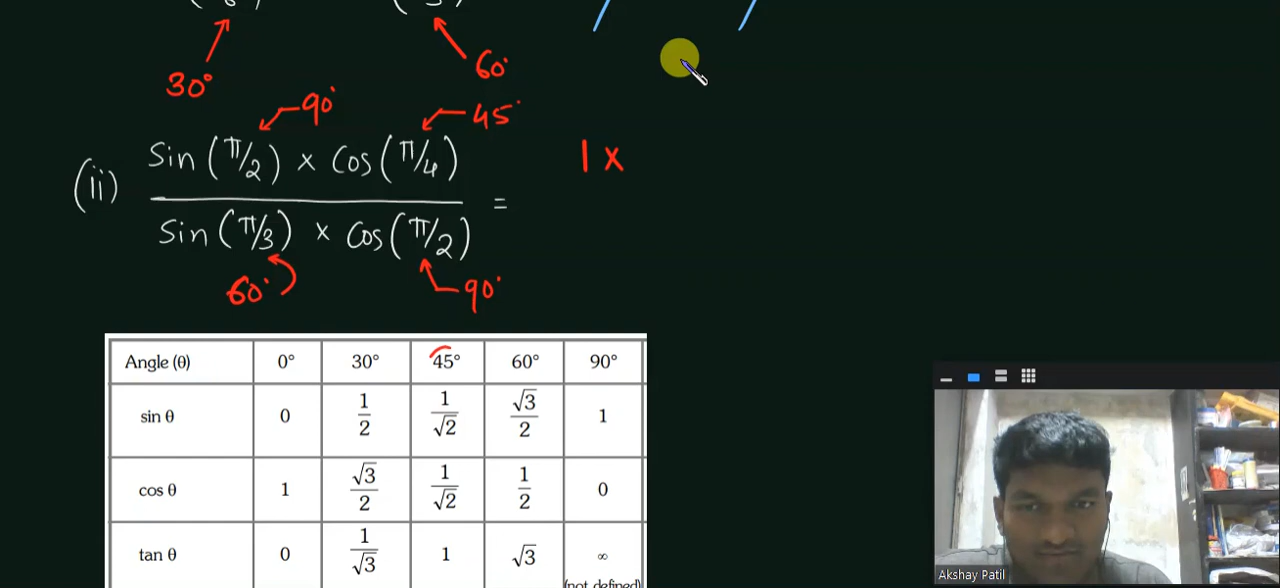 30°
60°
90°
45°
(ii) Sin(π/2) × Cos(π/4)
Sin(π/3) × Cos(π/2)
=
1 ×
60°
90°
Angle (θ) 0° 30° 45° 60° 90°
sin θ 0 1/2 1/√2 √3/2 1
cos θ 1 √3/2 1/√2 1/2 0
tan θ 0 1/√3 1 √3 ∞
(not defined)
Akshay Patil